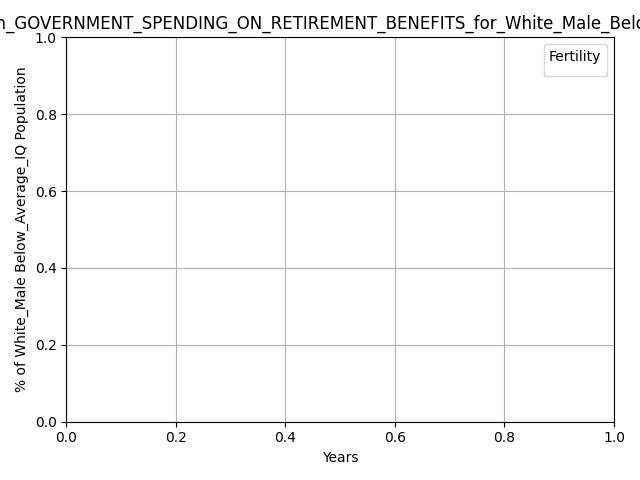 n_GOVERNMENT_SPENDING_ON_RETIREMENT_BENEFITS_for_White_Male_Belo
Fertility
% of White_Male Below_Average_IQ Population
1.0
0.8
0.6
0.4
0.2
0.0
0.0 0.2 0.4 0.6 0.8 1.0
Years